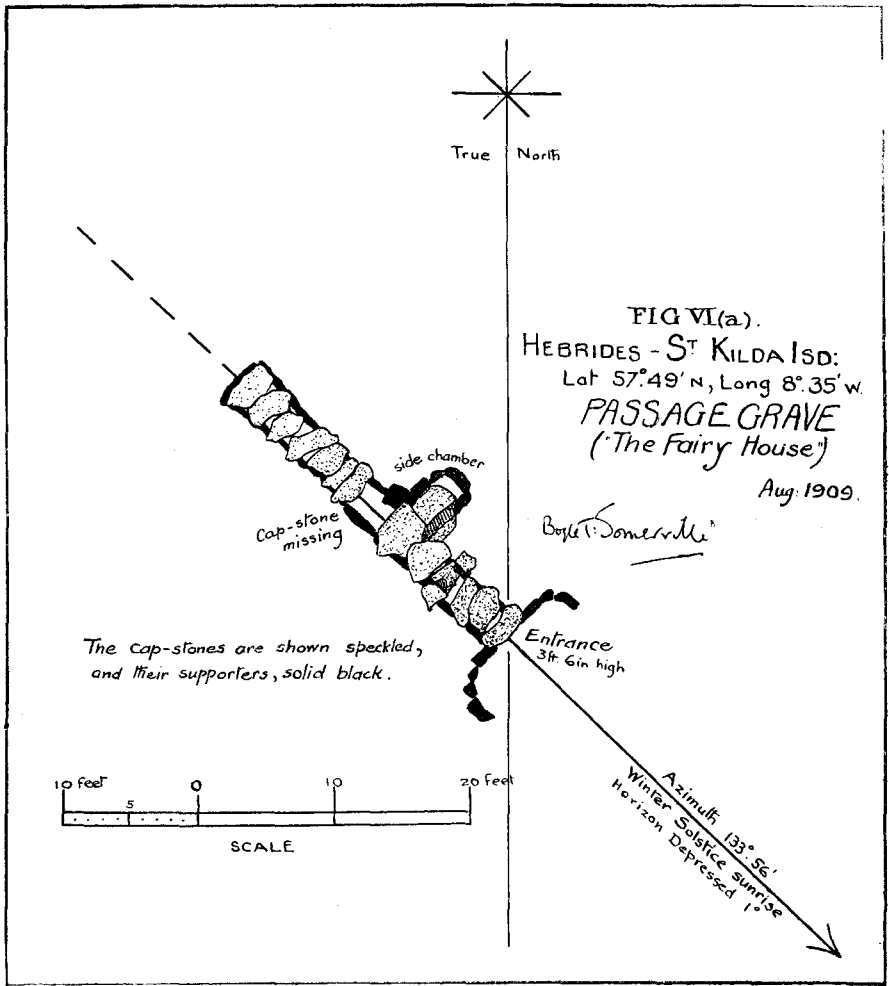 True North
FIG VI(a).
HEBRIDES - Sᵀ KILDA ISD:
Lat 57°.49' N, Long 8°.35' W.
PASSAGE GRAVE
("The Fairy House")
Aug: 1909.
Boyle T. Somerville
side chamber
Cap-stone
missing
Entrance
3ft. 6in high
The Cap-stones are shown speckled,
and their supporters, solid black.
10 feet 5 0 10 20 feet
SCALE
Azimuth 133°.56'
Winter Solstice sunrise
Horizon Depressed 1°